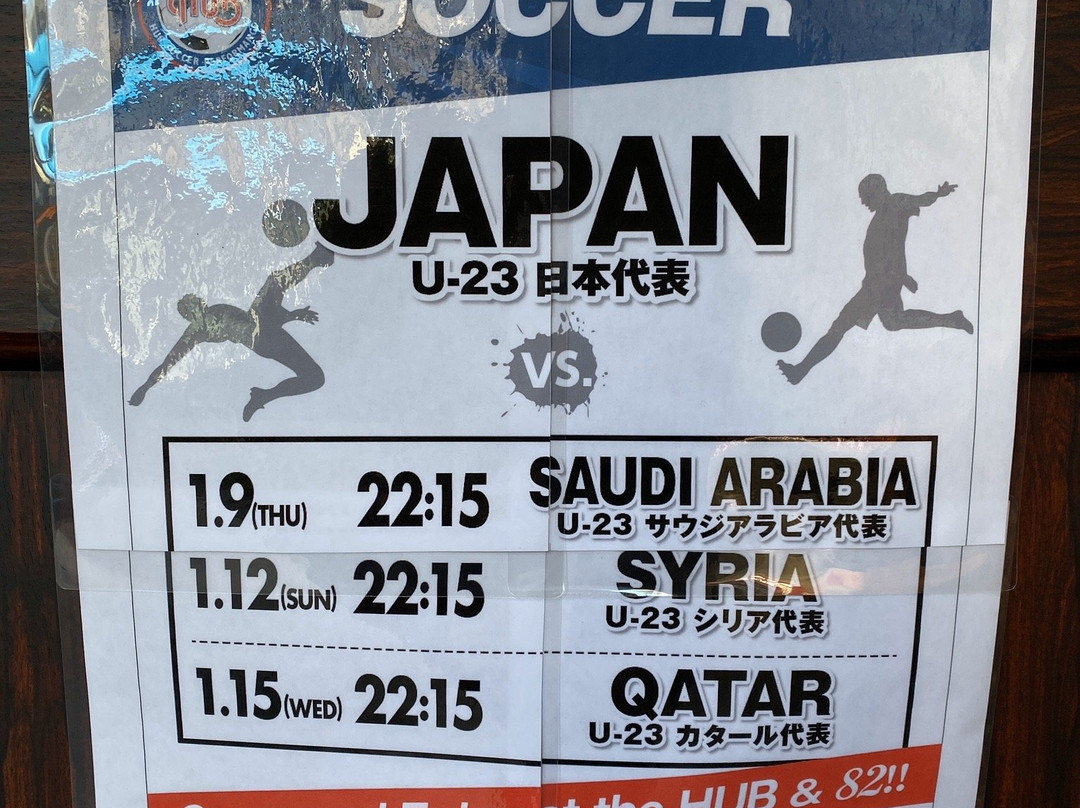 HUB
SOCCER
JAPAN
U-23 日本代表
VS.
1.9(THU) 22:15 SAUDI ARABIA
U-23 サウジアラビア代表
1.12(SUN) 22:15 SYRIA
U-23 シリア代表
1.15(WED) 22:15 QATAR
U-23 カタール代表
the HUB & 82!!